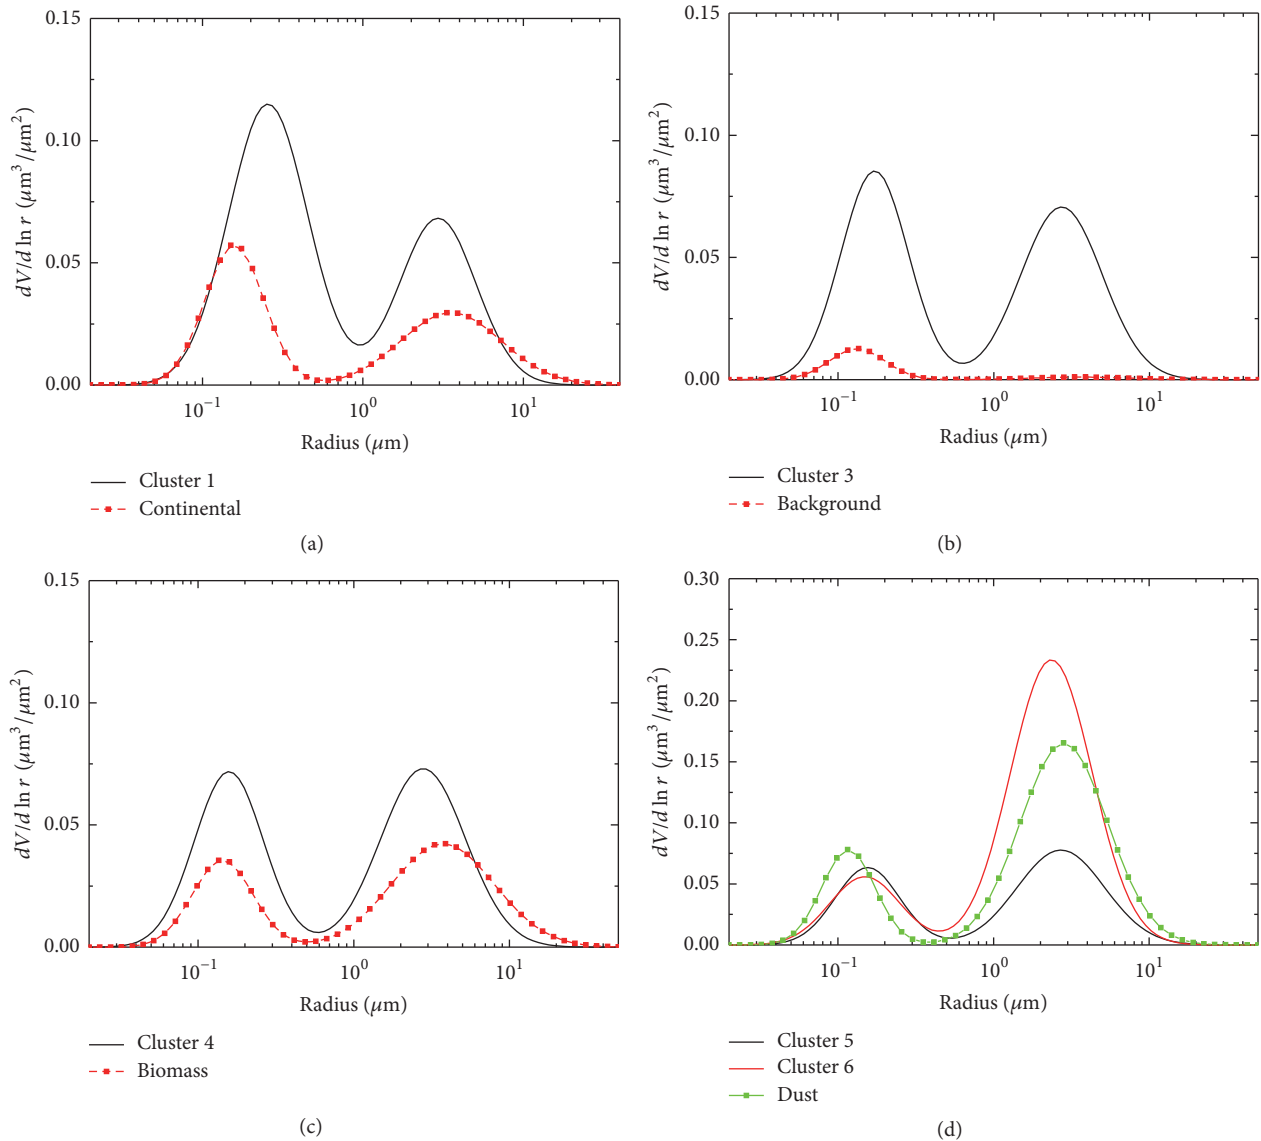 0.15
0.10
0.05
0.00
dV/d ln r (μm³/μm²)
10⁻¹ 10⁰ 10¹
Radius (μm)
Cluster 1
Continental
(a)
0.15
0.10
0.05
0.00
dV/d ln r (μm³/μm²)
10⁻¹ 10⁰ 10¹
Radius (μm)
Cluster 3
Background
(b)
0.15
0.10
0.05
0.00
dV/d ln r (μm³/μm²)
10⁻¹ 10⁰ 10¹
Radius (μm)
Cluster 4
Biomass
(c)
0.30
0.25
0.20
0.15
0.10
0.05
0.00
dV/d ln r (μm³/μm²)
10⁻¹ 10⁰ 10¹
Radius (μm)
Cluster 5
Cluster 6
Dust
(d)